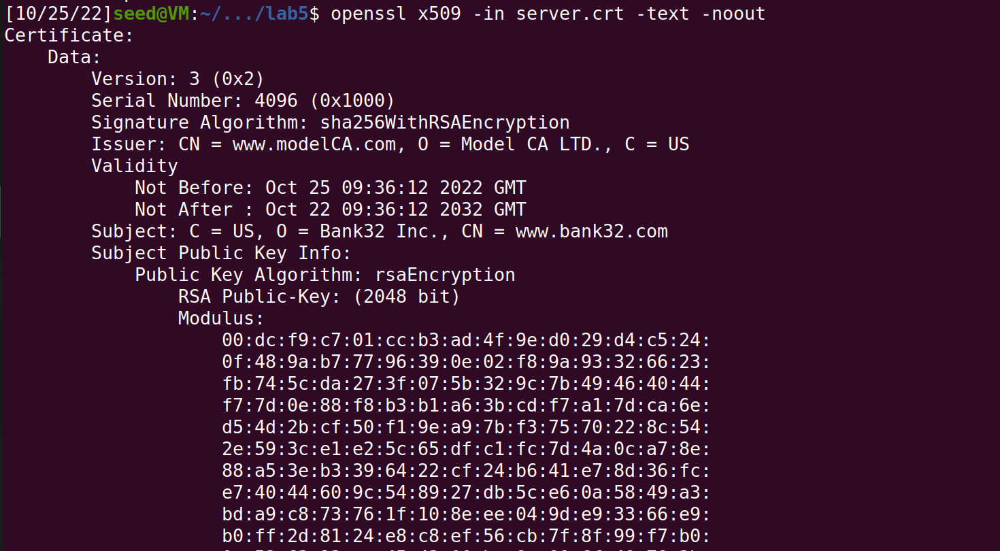 [10/25/22]seed@VM:~/.../lab5$ openssl x509 -in server.crt -text -noout
Certificate:
    Data:
        Version: 3 (0x2)
        Serial Number: 4096 (0x1000)
        Signature Algorithm: sha256WithRSAEncryption
        Issuer: CN = www.modelCA.com, O = Model CA LTD., C = US
        Validity
            Not Before: Oct 25 09:36:12 2022 GMT
            Not After : Oct 22 09:36:12 2032 GMT
        Subject: C = US, O = Bank32 Inc., CN = www.bank32.com
        Subject Public Key Info:
            Public Key Algorithm: rsaEncryption
                RSA Public-Key: (2048 bit)
                Modulus:
                    00:dc:f9:c7:01:cc:b3:ad:4f:9e:d0:29:d4:c5:24:
                    0f:48:9a:b7:77:96:39:0e:02:f8:9a:93:32:66:23:
                    fb:74:5c:da:27:3f:07:5b:32:9c:7b:49:46:40:44:
                    f7:7d:0e:88:f8:b3:b1:a6:3b:cd:f7:a1:7d:ca:6e:
                    d5:4d:2b:cf:50:f1:9e:a9:7b:f3:75:70:22:8c:54:
                    2e:59:3c:e1:e2:5c:65:df:c1:fc:7d:4a:0c:a7:8e:
                    88:a5:3e:b3:39:64:22:cf:24:b6:41:e7:8d:36:fc:
                    e7:40:44:60:9c:54:89:27:db:5c:e6:0a:58:49:a3:
                    bd:a9:c8:73:76:1f:10:8e:ee:04:9d:e9:33:66:e9:
                    b0:ff:2d:81:24:e8:c8:ef:56:cb:7f:8f:99:f7:b0: